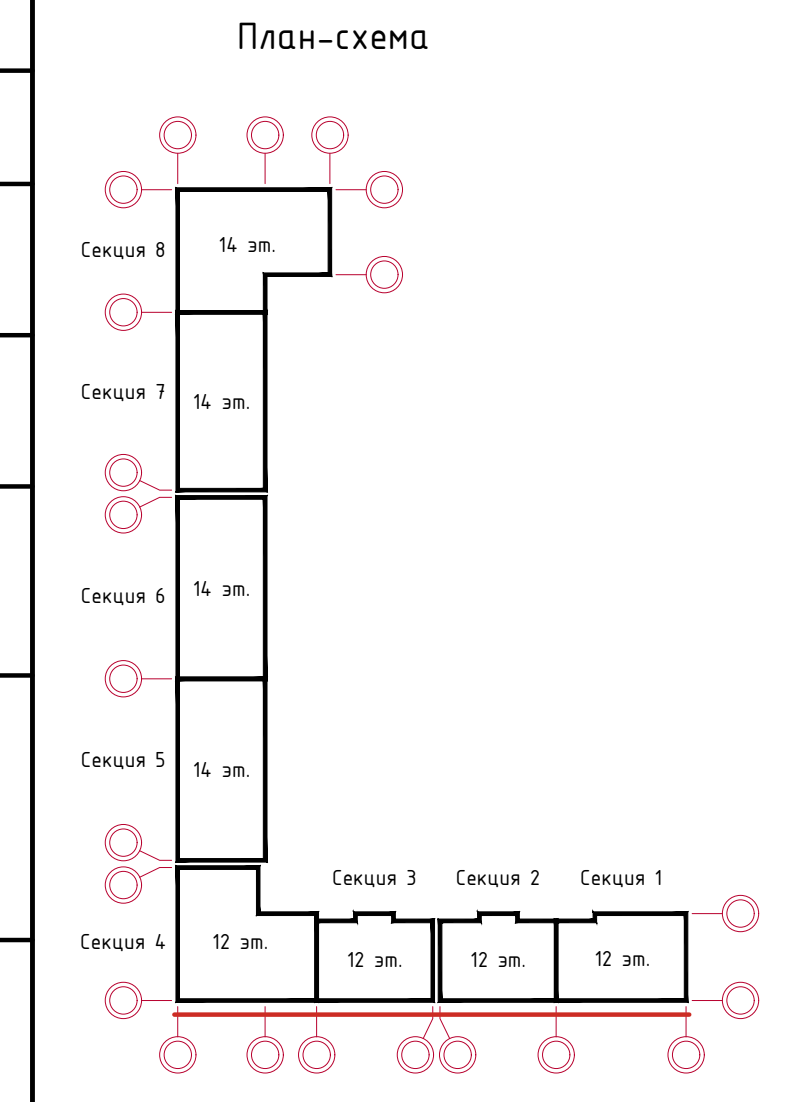 План-схема
Секция 8
14 эт.
Секция 7
14 эт.
Секция 6
14 эт.
Секция 5
14 эт.
Секция 3
Секция 2
Секция 1
Секция 4
12 эт.
12 эт.
12 эт.
12 эт.